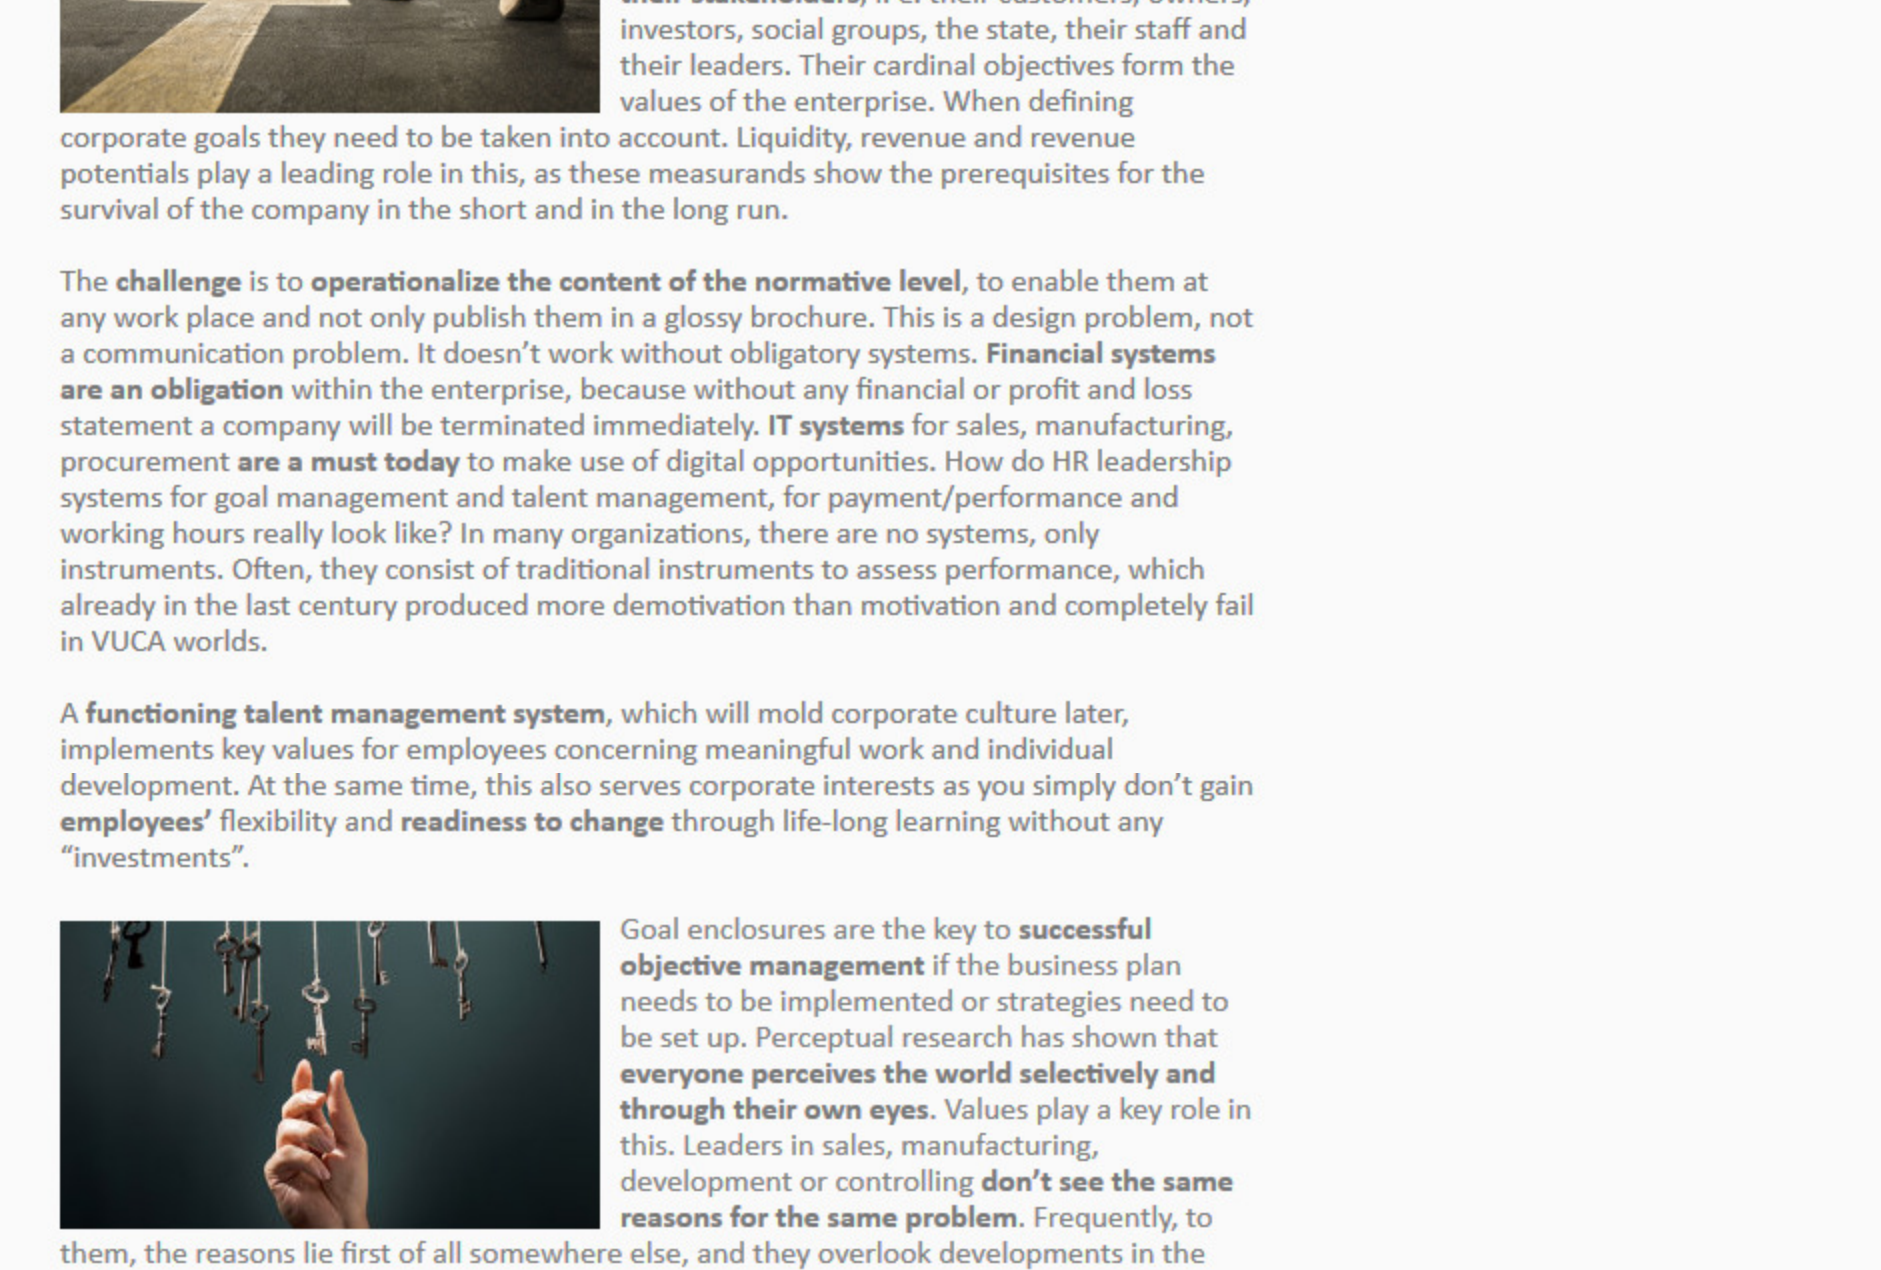 their stakeholders, i. e. their customers, owners,
investors, social groups, the state, their staff and
their leaders. Their cardinal objectives form the
values of the enterprise. When defining
corporate goals they need to be taken into account. Liquidity, revenue and revenue
potentials play a leading role in this, as these measurands show the prerequisites for the
survival of the company in the short and in the long run.
The challenge is to operationalize the content of the normative level, to enable them at
any work place and not only publish them in a glossy brochure. This is a design problem, not
a communication problem. It doesn’t work without obligatory systems. Financial systems
are an obligation within the enterprise, because without any financial or profit and loss
statement a company will be terminated immediately. IT systems for sales, manufacturing,
procurement are a must today to make use of digital opportunities. How do HR leadership
systems for goal management and talent management, for payment/performance and
working hours really look like? In many organizations, there are no systems, only
instruments. Often, they consist of traditional instruments to assess performance, which
already in the last century produced more demotivation than motivation and completely fail
in VUCA worlds.
A functioning talent management system, which will mold corporate culture later,
implements key values for employees concerning meaningful work and individual
development. At the same time, this also serves corporate interests as you simply don’t gain
employees’ flexibility and readiness to change through life-long learning without any
“investments”.
Goal enclosures are the key to successful
objective management if the business plan
needs to be implemented or strategies need to
be set up. Perceptual research has shown that
everyone perceives the world selectively and
through their own eyes. Values play a key role in
this. Leaders in sales, manufacturing,
development or controlling don’t see the same
reasons for the same problem. Frequently, to
them, the reasons lie first of all somewhere else, and they overlook developments in the